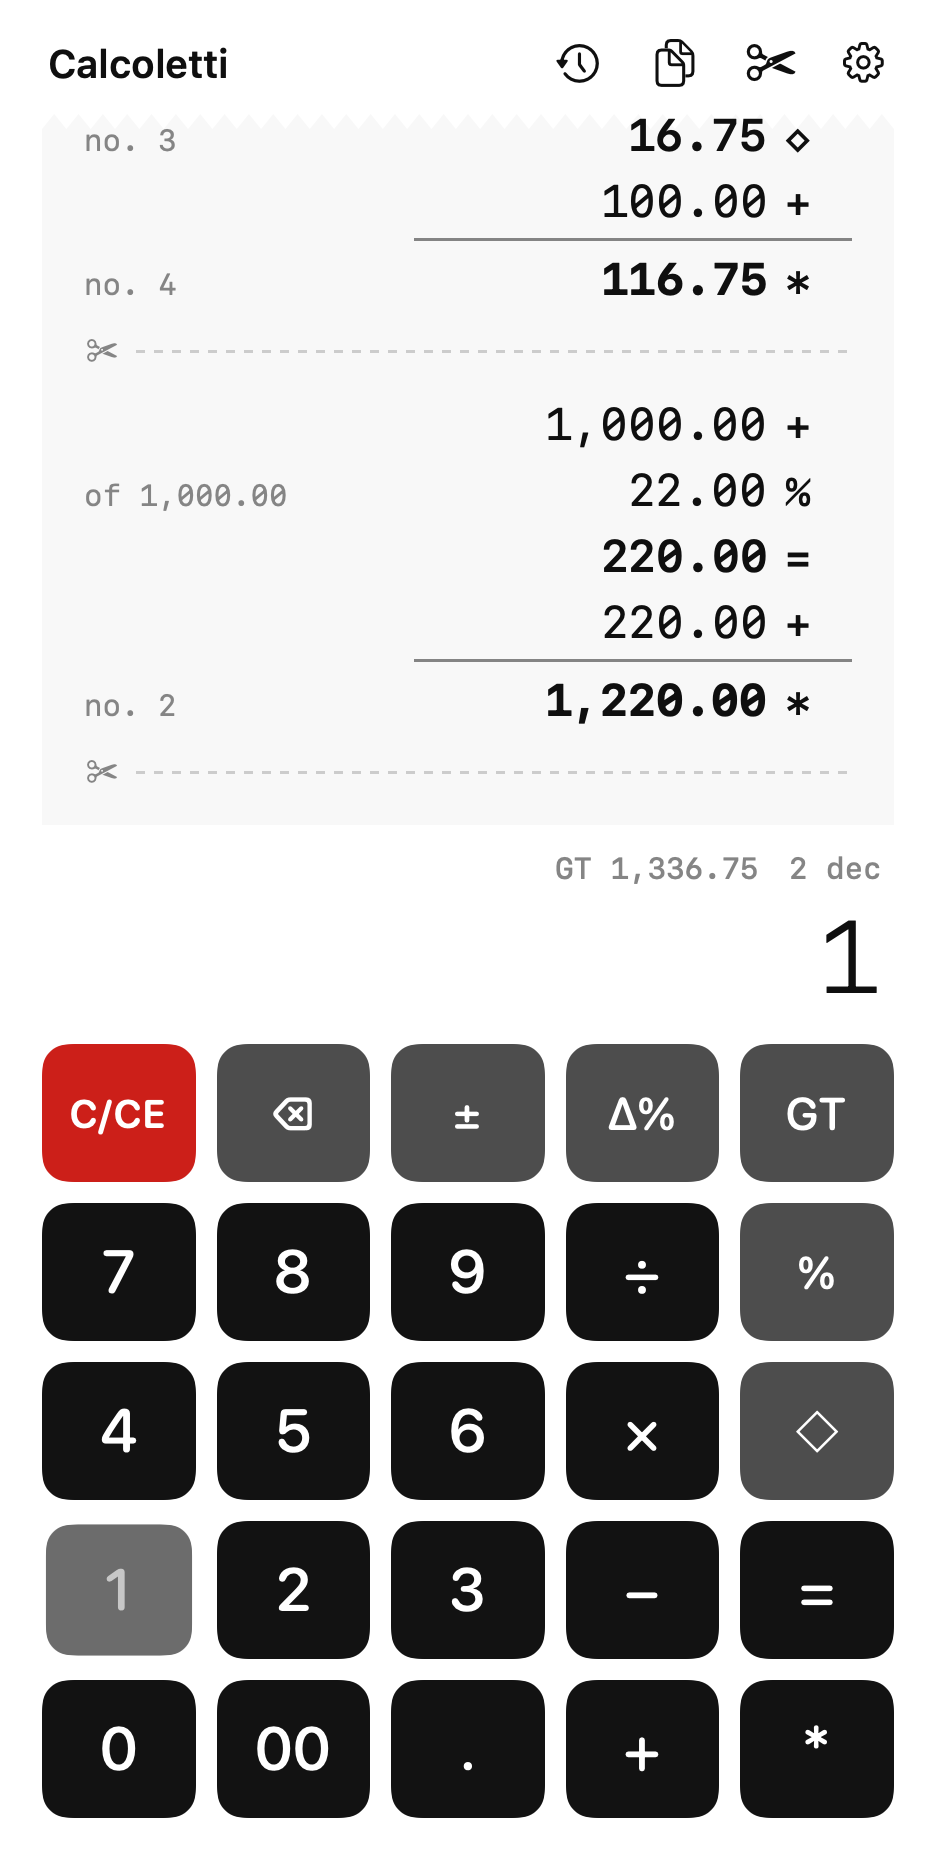 Calcoletti
no. 3 16.75 ◇
100.00 +
no. 4 116.75 *
1,000.00 +
of 1,000.00 22.00 %
220.00 =
220.00 +
no. 2 1,220.00 *
GT 1,336.75 2 dec
1
C/CE ± Δ% GT
7 8 9 ÷ %
4 5 6 × ◇
1 2 3 − =
0 00 . + *